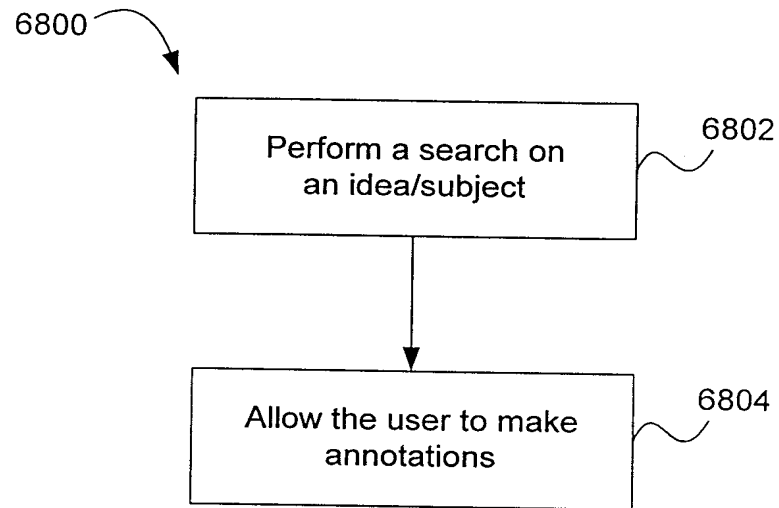 6800
Perform a search on
an idea/subject
6802
Allow the user to make
annotations
6804